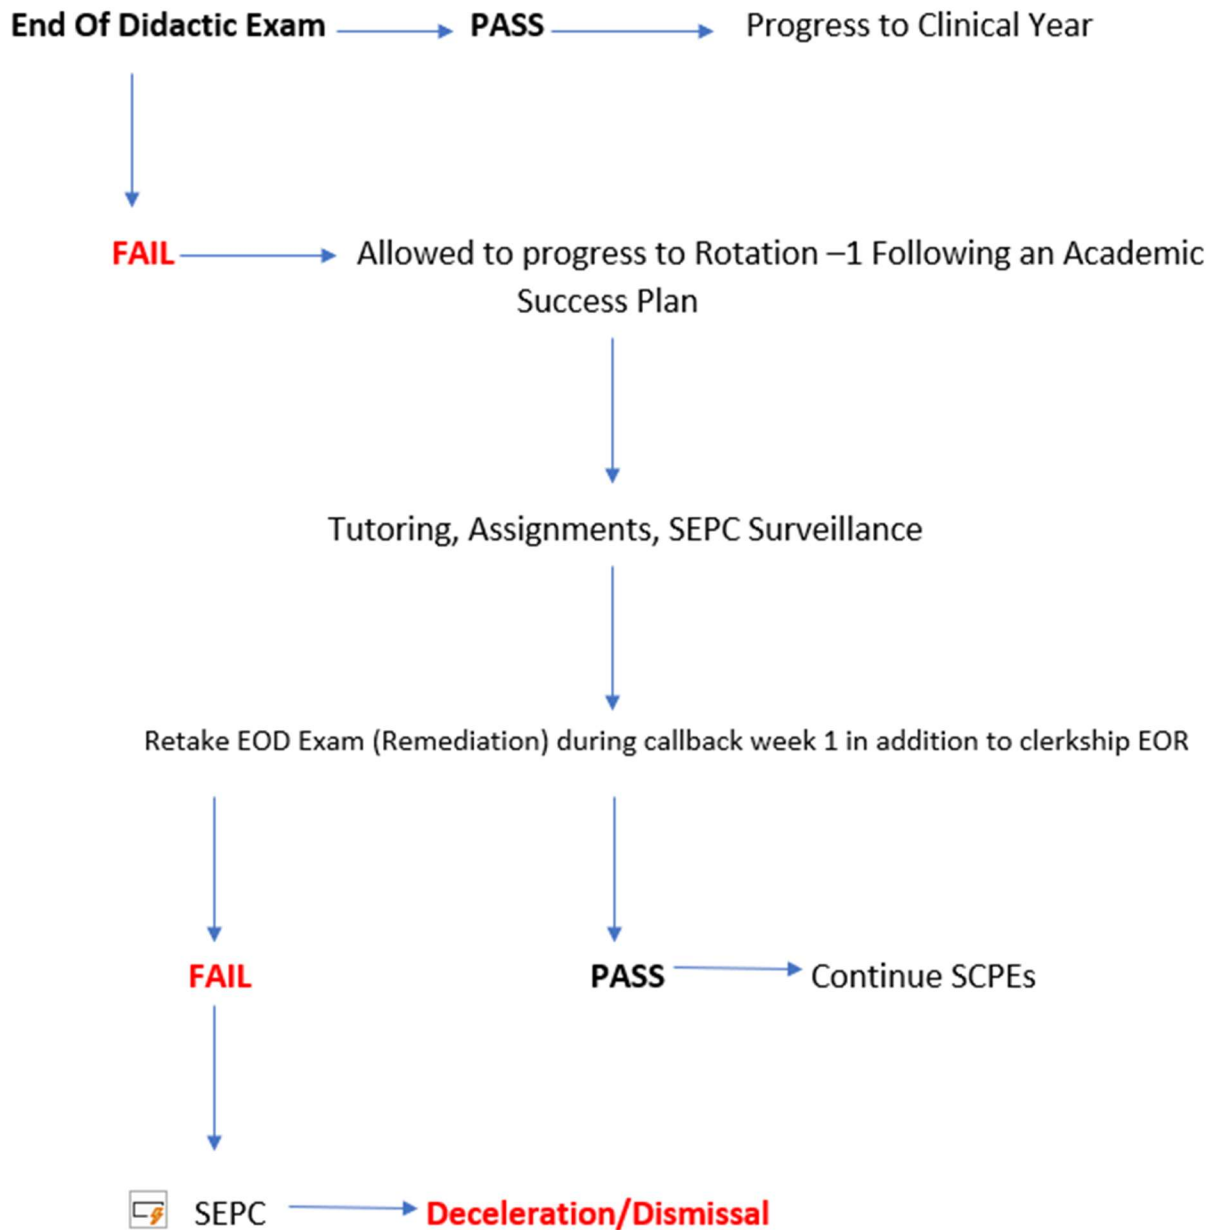 End Of Didactic Exam PASS Progress to Clinical Year
FAIL Allowed to progress to Rotation –1 Following an Academic
Success Plan
Tutoring, Assignments, SEPC Surveillance
Retake EOD Exam (Remediation) during callback week 1 in addition to clerkship EOR
FAIL PASS Continue SCPEs
SEPC Deceleration/Dismissal